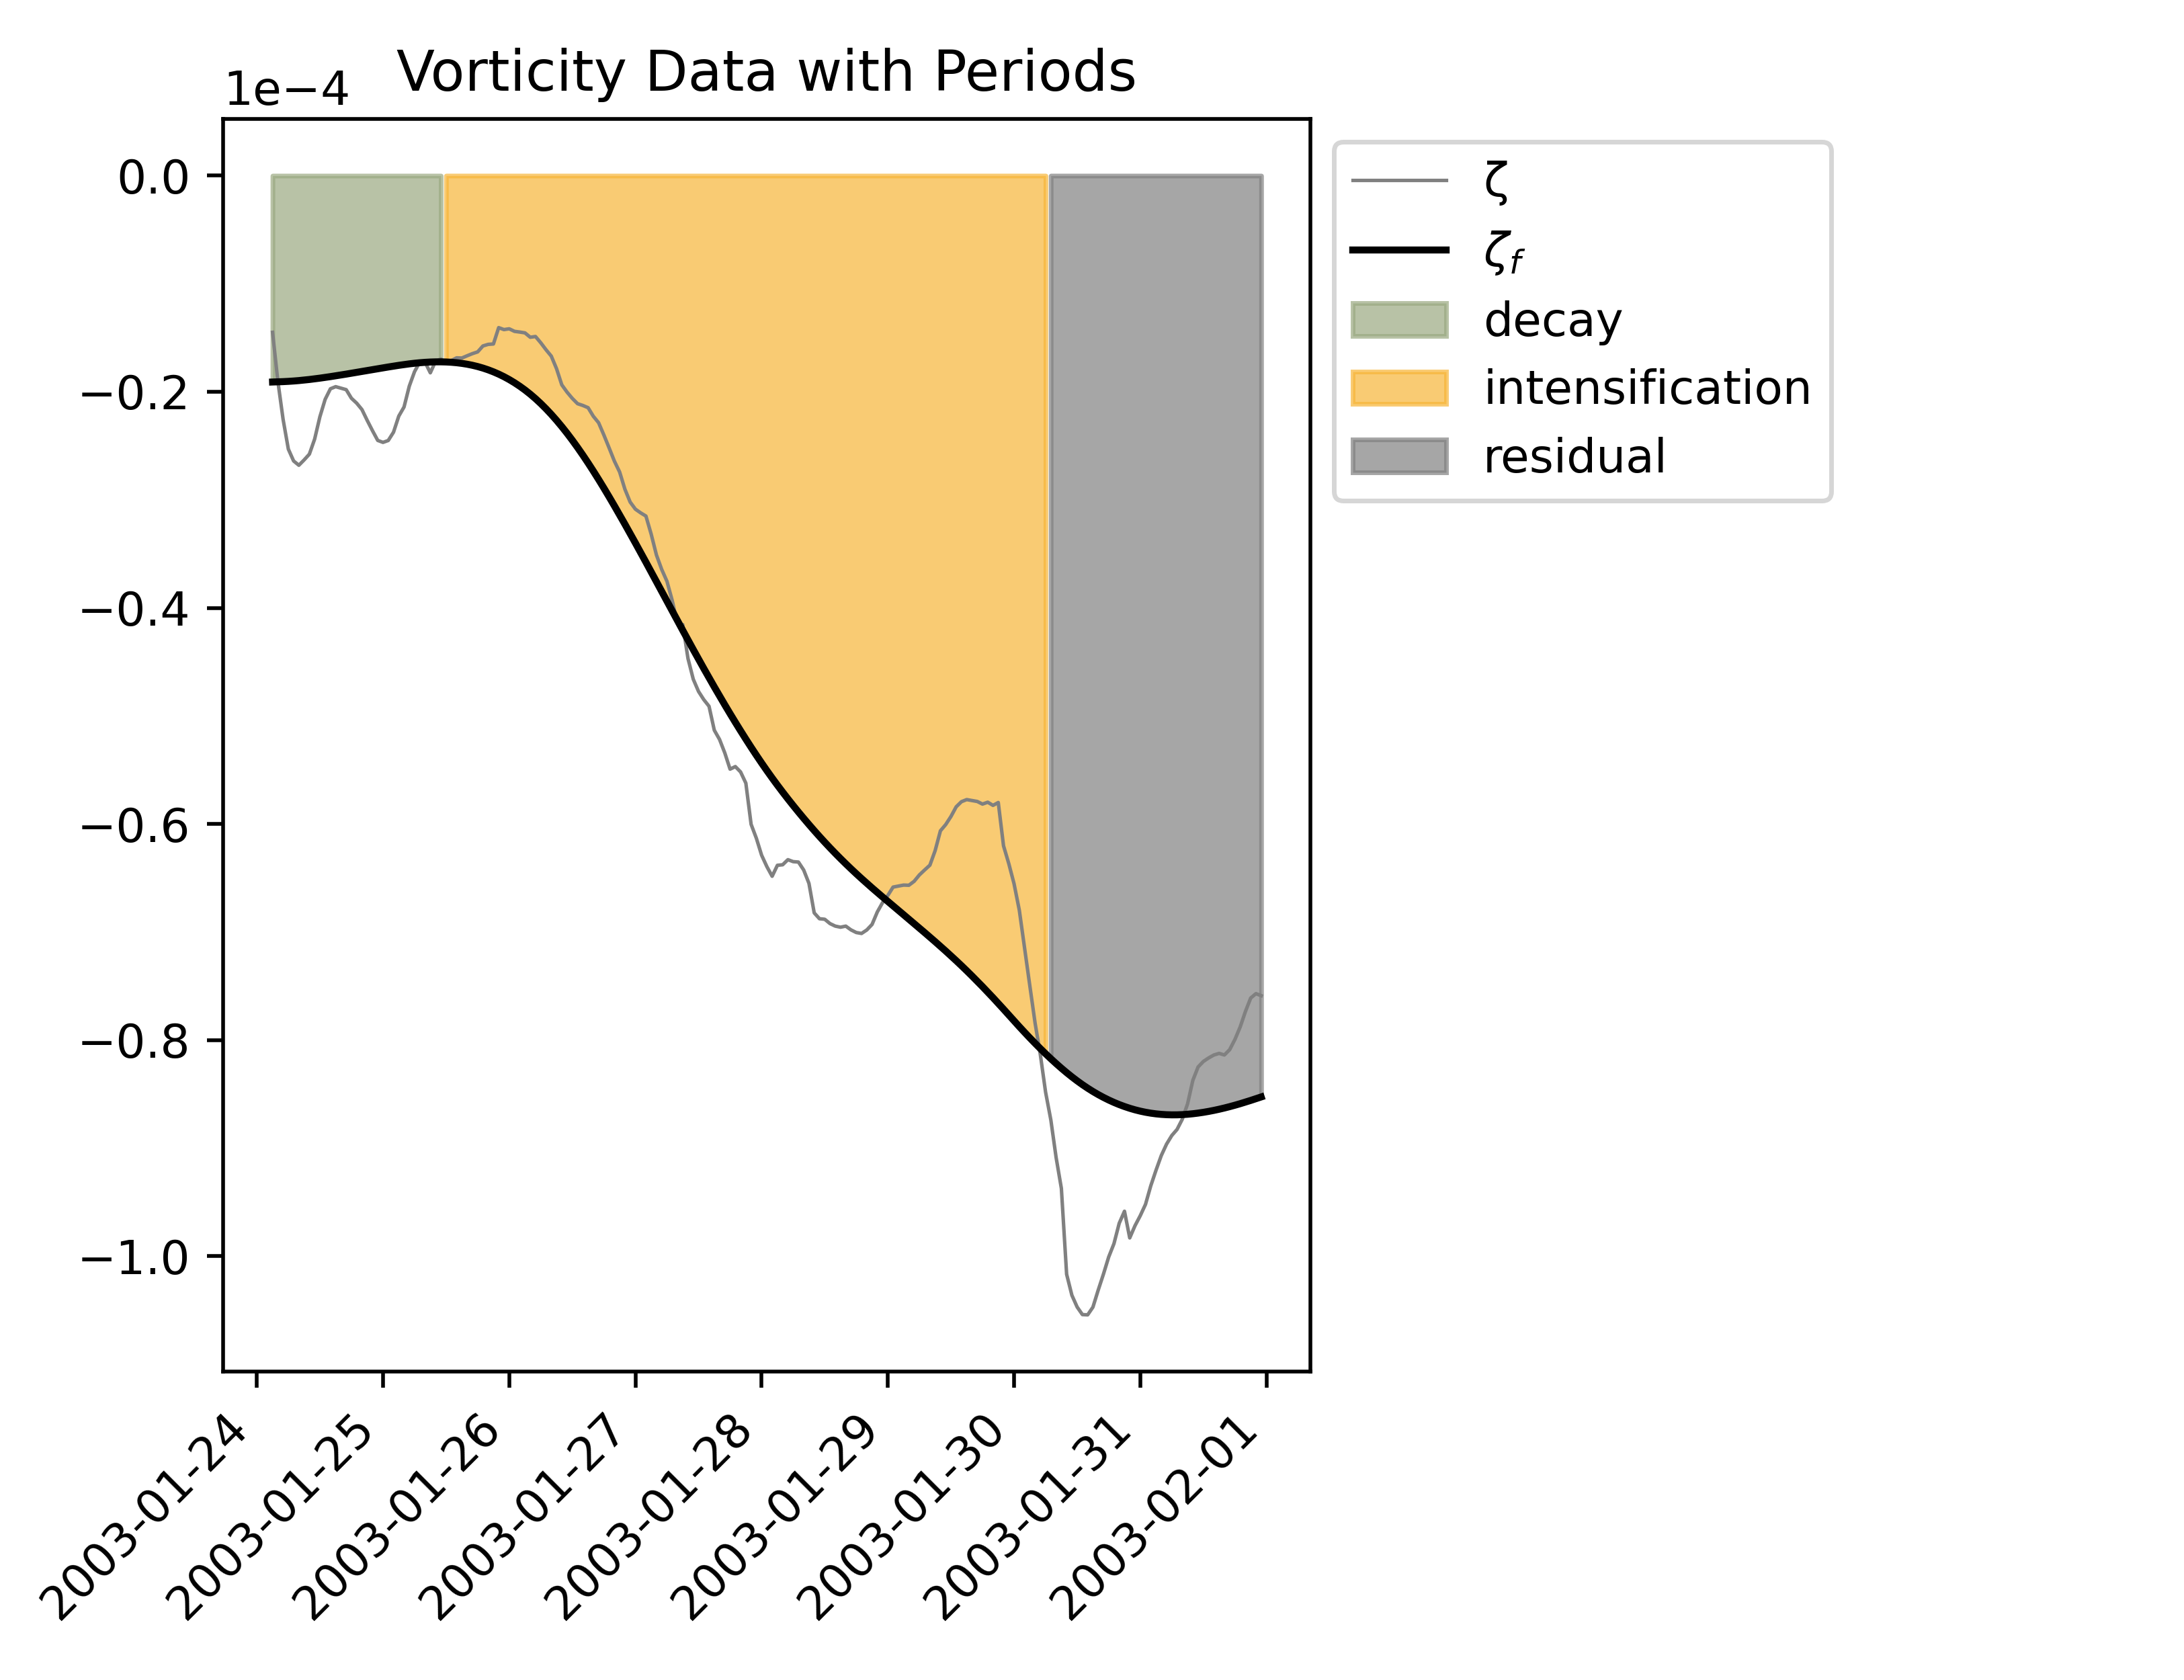 Vorticity Data with Periods
1e−4
0.0
−0.2
−0.4
−0.6
−0.8
−1.0
2003-01-24
2003-01-25
2003-01-26
2003-01-27
2003-01-28
2003-01-29
2003-01-30
2003-01-31
2003-02-01
ζ
ζf
decay
intensification
residual